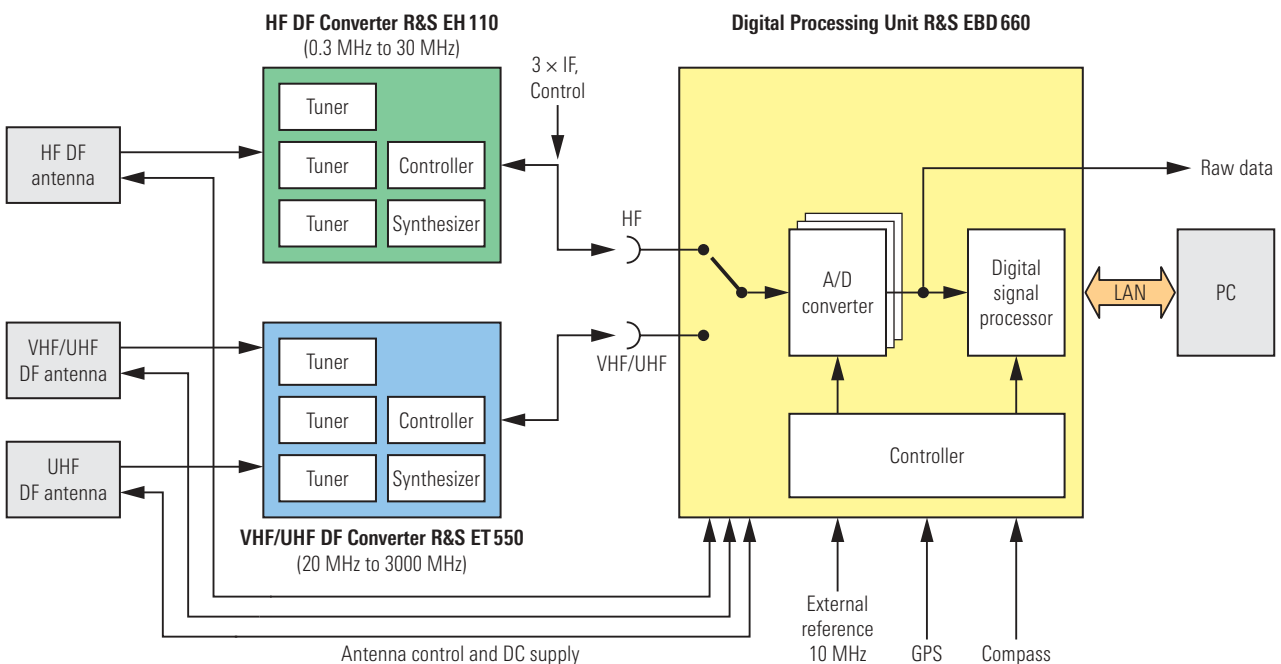 HF DF Converter R&S EH 110
(0.3 MHz to 30 MHz)
Digital Processing Unit R&S EBD 660
3 × IF,
Control
Tuner
Tuner
Controller
Tuner
Synthesizer
HF DF
antenna
Raw data
HF
A/D
converter
Digital
signal
processor
LAN
PC
VHF/UHF
DF antenna
Tuner
Tuner
Controller
Tuner
Synthesizer
VHF/UHF
UHF
DF antenna
Controller
VHF/UHF DF Converter R&S ET 550
(20 MHz to 3000 MHz)
External
reference
10 MHz
GPS
Compass
Antenna control and DC supply